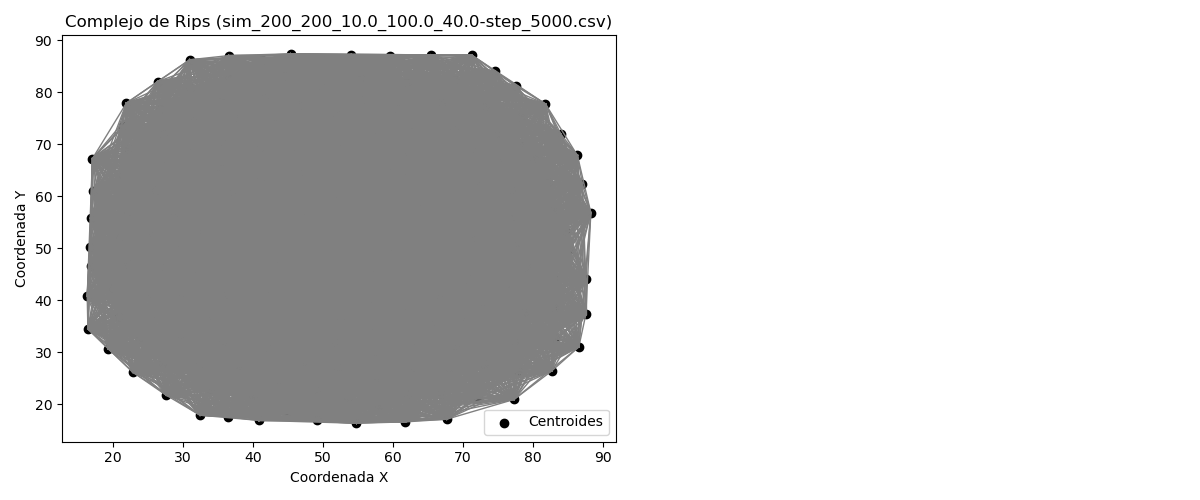 Complejo de Rips (sim_200_200_10.0_100.0_40.0-step_5000.csv)
90
80
70
60
50
40
30
20
Coordenada Y
Centroides
20 30 40 50 60 70 80 90
Coordenada X